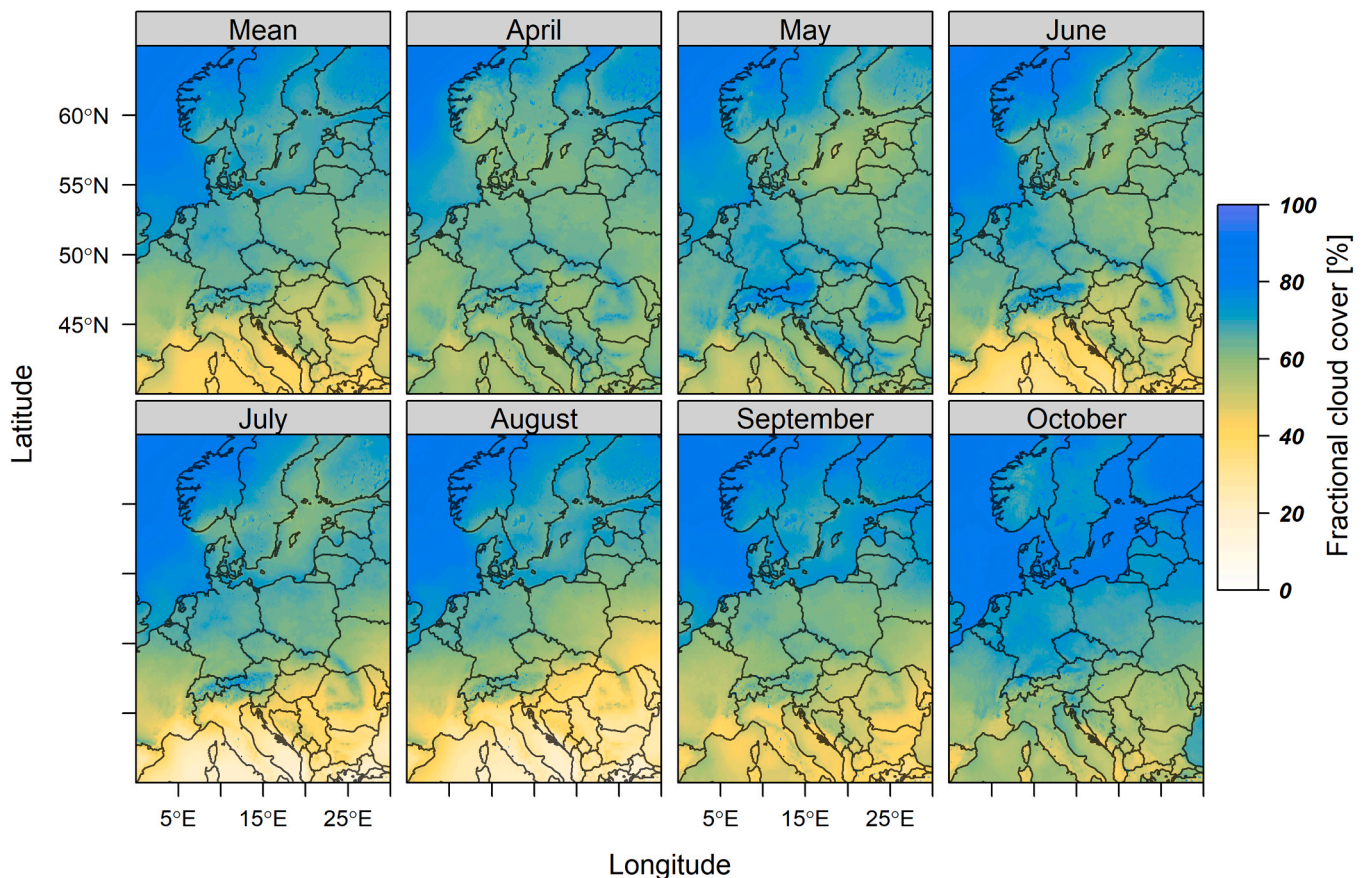 Mean
April
May
June
60°N
55°N
50°N
45°N
Latitude
July
August
September
October
5°E
15°E
25°E
5°E
15°E
25°E
Longitude
100
80
60
40
20
0
Fractional cloud cover [%]